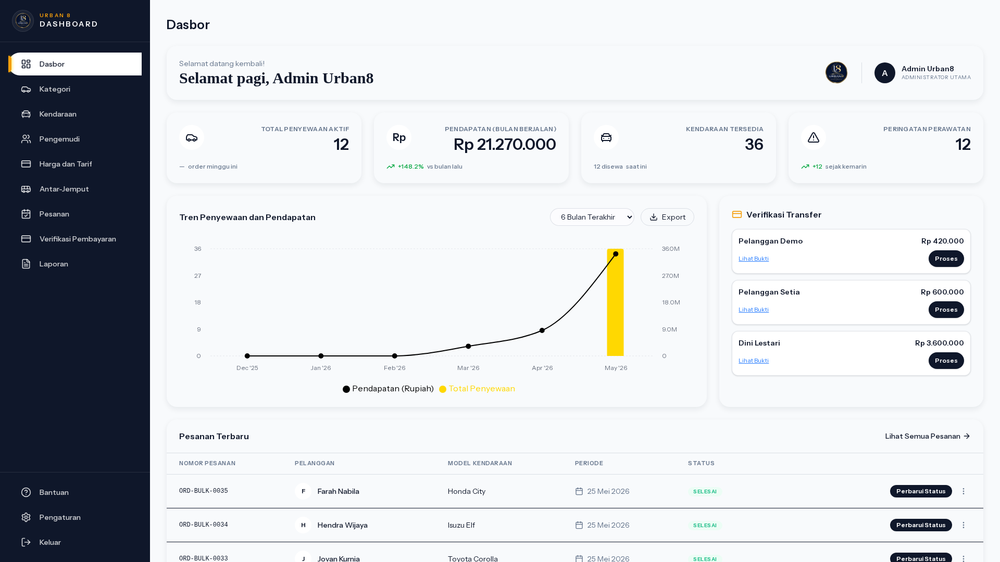 URBAN 8
DASHBOARD
Dasbor
Kategori
Kendaraan
Pengemudi
Harga dan Tarif
Antar-Jemput
Pesanan
Verifikasi Pembayaran
Laporan
Bantuan
Pengaturan
Keluar
Dasbor
Selamat datang kembali!
Selamat pagi, Admin Urban8
A
Admin Urban8
ADMINISTRATOR UTAMA
TOTAL PENYEWAAN AKTIF
12
— order minggu ini
Rp
PENDAPATAN (BULAN BERJALAN)
Rp 21.270.000
+148.2% vs bulan lalu
KENDARAAN TERSEDIA
36
12 disewa saat ini
PERINGATAN PERAWATAN
12
+12 sejak kemarin
Tren Penyewaan dan Pendapatan
6 Bulan Terakhir
Export
36
27
18
9
0
36.0M
27.0M
18.0M
9.0M
0
Dec '25
Jan '26
Feb '26
Mar '26
Apr '26
May '26
Pendapatan (Rupiah)
Total Penyewaan
Verifikasi Transfer
Pelanggan Demo
Rp 420.000
Lihat Bukti
Proses
Pelanggan Setia
Rp 600.000
Lihat Bukti
Proses
Dini Lestari
Rp 3.600.000
Lihat Bukti
Proses
Pesanan Terbaru
Lihat Semua Pesanan
NOMOR PESANAN PELANGGAN MODEL KENDARAAN PERIODE STATUS
ORD-BULK-0035 F Farah Nabila Honda City 25 Mei 2026 SELESAI Perbarui Status
ORD-BULK-0034 H Hendra Wijaya Isuzu Elf 25 Mei 2026 SELESAI Perbarui Status
ORD-BULK-0033 J Jovan Kurnia Toyota Corolla 25 Mei 2026 SELESAI Perbarui Status